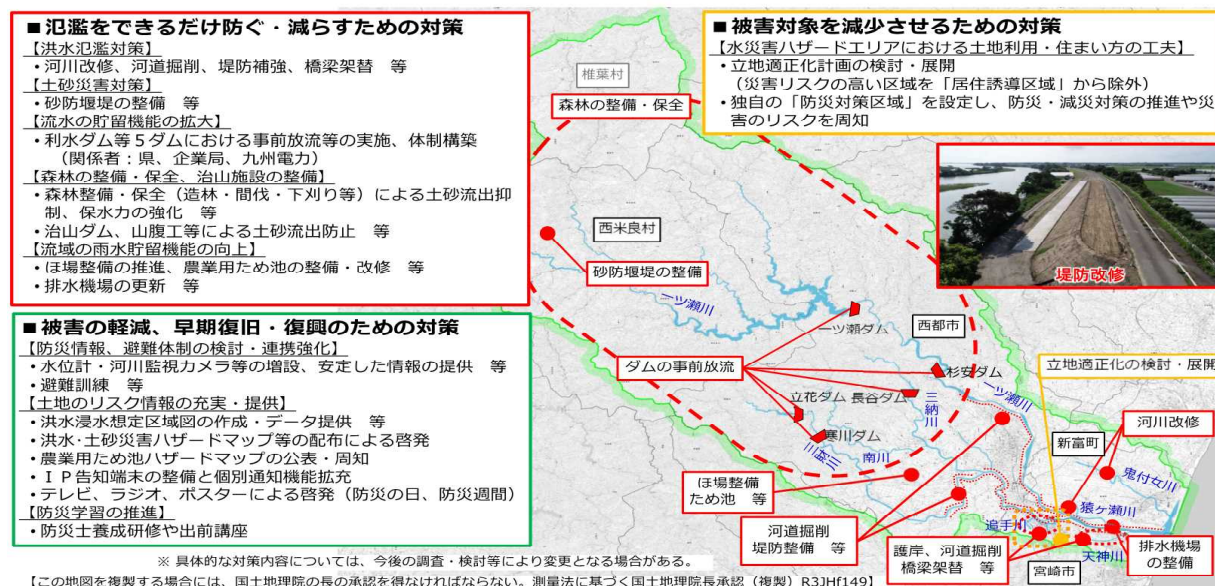 ■氾濫をできるだけ防ぐ・減らすための対策
【洪水氾濫対策】
・河川改修、河道掘削、堤防補強、橋梁架替　等
【土砂災害対策】
・砂防堰堤の整備　等
【流水の貯留機能の拡大】
・利水ダム等５ダムにおける事前放流等の実施、体制構築
（関係者：県、企業局、九州電力）
【森林の整備・保全、治山施設の整備】
・森林整備・保全（造林・間伐・下刈り等）による土砂流出抑
制、保水力の強化　等
・治山ダム、山腹工等による土砂流出防止　等
【流域の雨水貯留機能の向上】
・ほ場整備の推進、農業用ため池の整備・改修　等
・排水機場の更新　等
■被害の軽減、早期復旧・復興のための対策
【防災情報、避難体制の検討・連携強化】
・水位計・河川監視カメラ等の増設、安定した情報の提供　等
・避難訓練　等
【土地のリスク情報の充実・提供】
・洪水浸水想定区域図の作成・データ提供　等
・洪水・土砂災害ハザードマップ等の配布による啓発
・農業用ため池ハザードマップの公表・周知
・ＩＰ告知端末の整備と個別通知機能拡充
・テレビ、ラジオ、ポスターによる啓発（防災の日、防災週間）
【防災学習の推進】
・防災士養成研修や出前講座
■被害対象を減少させるための対策
【水災害ハザードエリアにおける土地利用・住まい方の工夫】
・立地適正化計画の検討・展開
（災害リスクの高い区域を「居住誘導区域」から除外）
・独自の「防災対策区域」を設定し、防災・減災対策の推進や災
害のリスクを周知
椎葉村
森林の整備・保全
西米良村
砂防堰堤の整備
一ツ瀬川
一ツ瀬ダム
西都市
堤防改修
ダムの事前放流
杉安ダム
一ツ瀬川
立地適正化の検討・展開
立花ダム
長谷ダム
三納川
寒川ダム
三納川
南川
新富町
河川改修
鬼付女川
ほ場整備
ため池　等
猿ヶ瀬川
追手川
河道掘削
堤防整備　等
護岸、河道掘削
橋梁架替　等
天神川
宮崎市
排水機場
の整備
※ 具体的な対策内容については、今後の調査・検討等により変更となる場合がある。
【この地図を複製する場合には、国土地理院の長の承認を得なければならない。測量法に基づく国土地理院長承認（複製）R3JHf149】